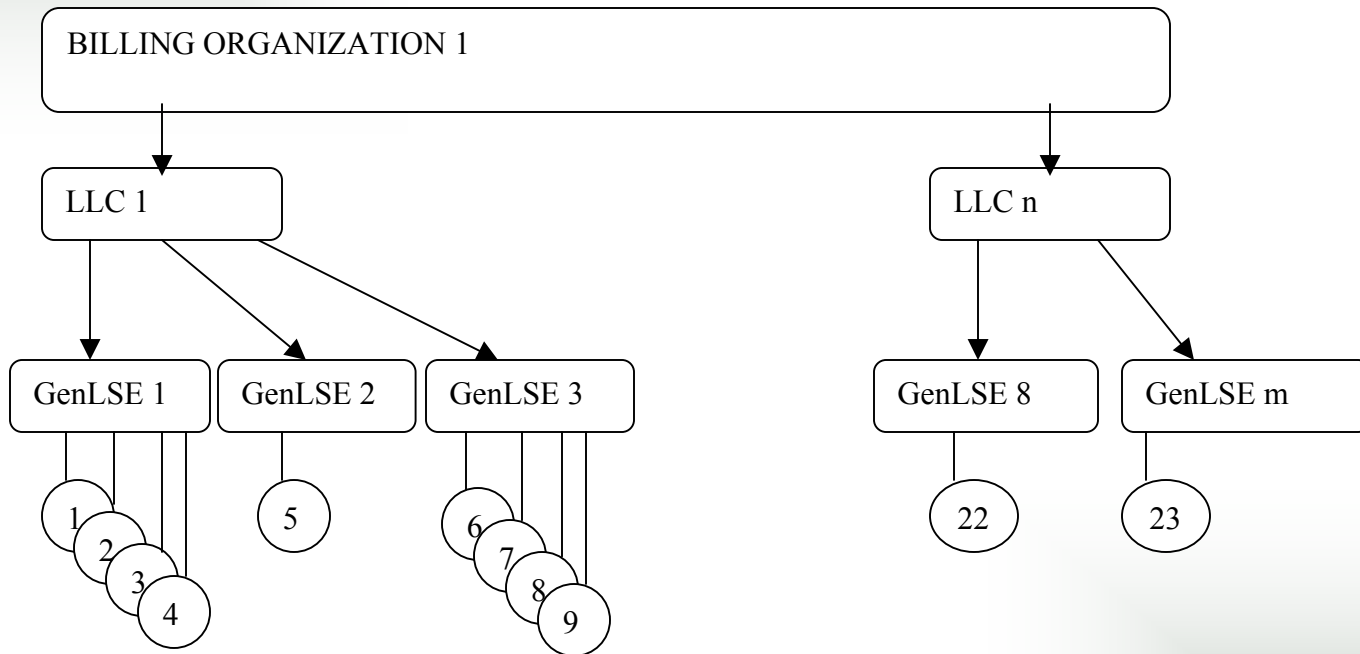 BILLING ORGANIZATION 1
LLC 1
LLC n
GenLSE 1
GenLSE 2
GenLSE 3
GenLSE 8
GenLSE m
1
2
3
4
5
6
7
8
9
22
23